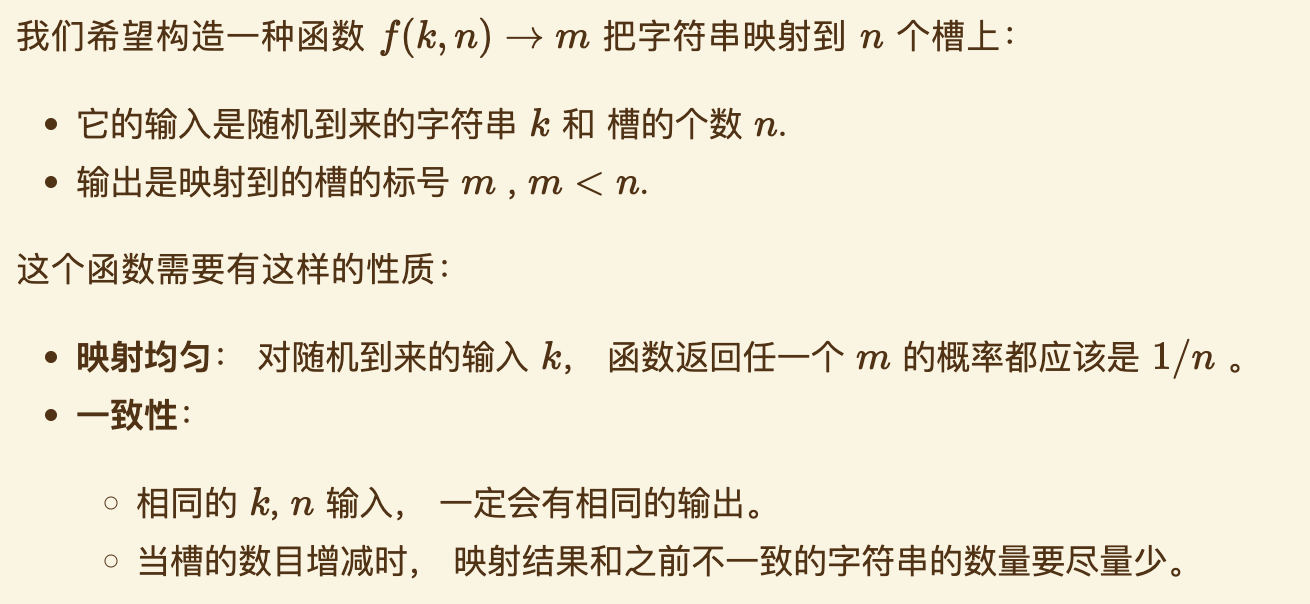 我们希望构造一种函数 f(k, n) → m 把字符串映射到 n 个槽上：
• 它的输入是随机到来的字符串 k 和 槽的个数 n.
• 输出是映射到的槽的标号 m , m < n.
这个函数需要有这样的性质：
• 映射均匀： 对随机到来的输入 k， 函数返回任一个 m 的概率都应该是 1/n 。
• 一致性：
◦ 相同的 k, n 输入， 一定会有相同的输出。
◦ 当槽的数目增减时， 映射结果和之前不一致的字符串的数量要尽量少。